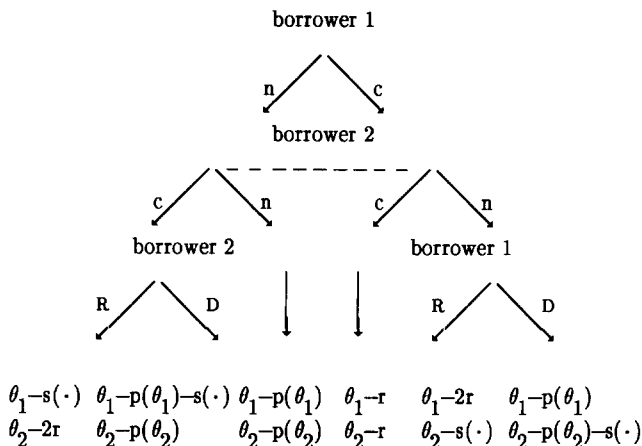 borrower 1
n c
borrower 2
c n c n
borrower 2 borrower 1
R D R D
θ₁–s(·) θ₁–p(θ₁)–s(·) θ₁–p(θ₁) θ₁–r θ₁–2r θ₁–p(θ₁)
θ₂–2r θ₂–p(θ₂) θ₂–p(θ₂) θ₂–r θ₂–s(·) θ₂–p(θ₂)–s(·)